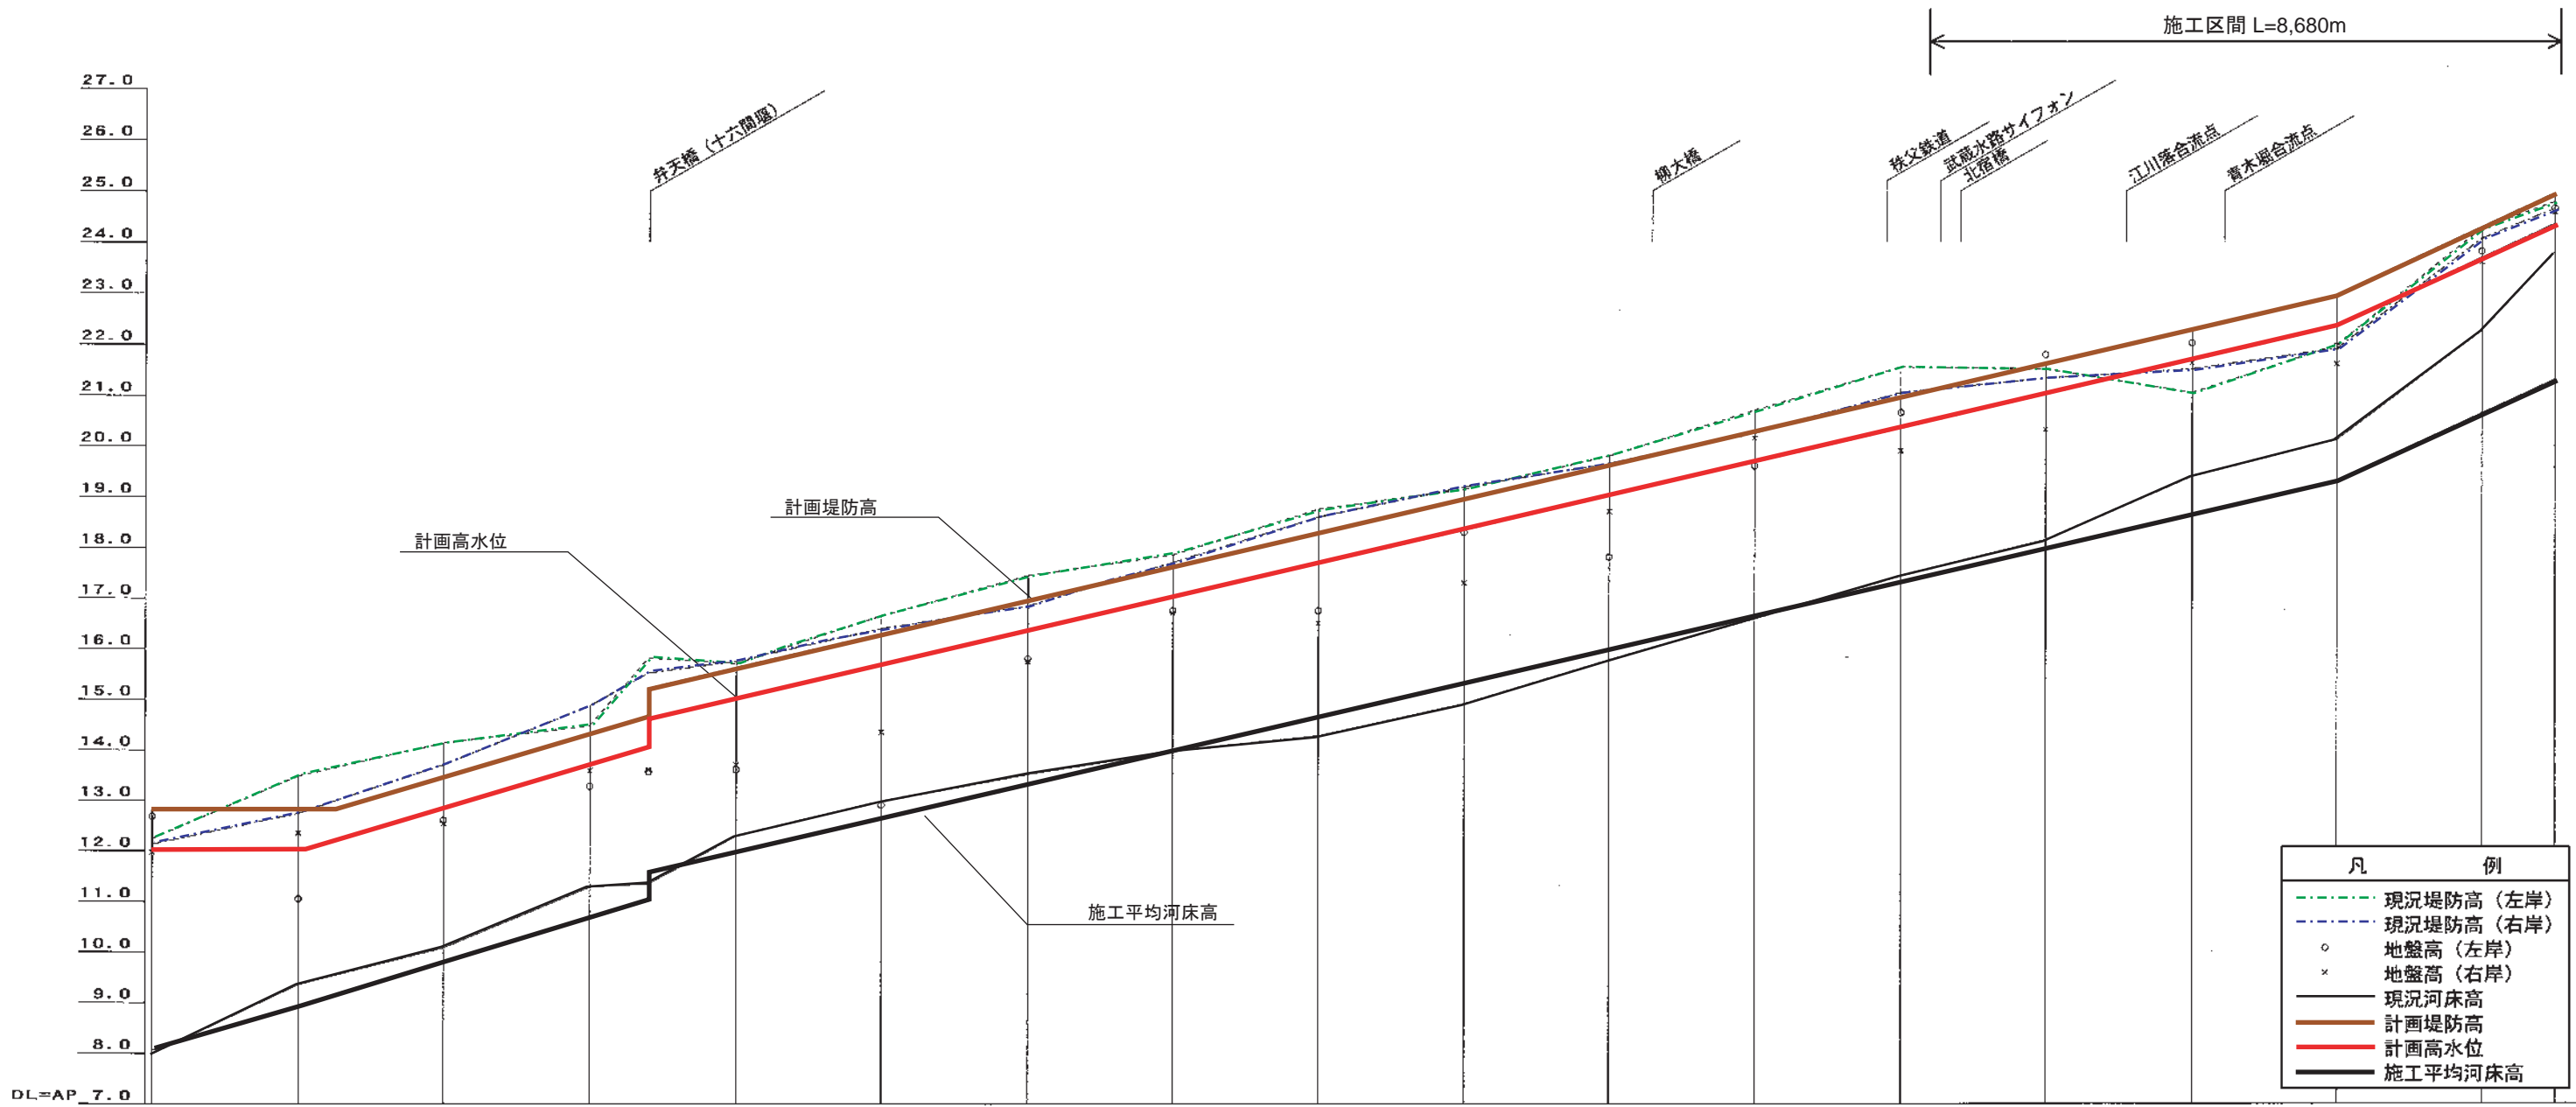 施工区間 L=8,680m
27.0
26.0
25.0
24.0
23.0
22.0
21.0
20.0
19.0
18.0
17.0
16.0
15.0
14.0
13.0
12.0
11.0
10.0
9.0
8.0
DL=AP 7.0
弁天橋（十六間堰）
柳大橋
秩父鉄道
武蔵水路サイフォン
北宿橋
江川落合流点
青木堀合流点
計画堤防高
計画高水位
施工平均河床高
凡 例
現況堤防高（左岸）
現況堤防高（右岸）
地盤高（左岸）
地盤高（右岸）
現況河床高
計画堤防高
計画高水位
施工平均河床高